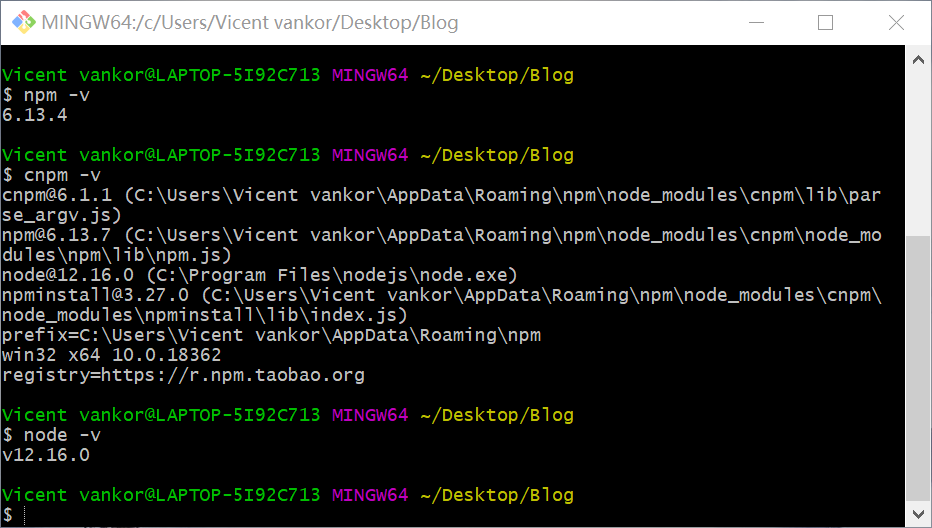 MINGW64:/c/Users/Vicent vankor/Desktop/Blog
Vicent vankor@LAPTOP-5I92C713 MINGW64 ~/Desktop/Blog
$ npm -v
6.13.4
Vicent vankor@LAPTOP-5I92C713 MINGW64 ~/Desktop/Blog
$ cnpm -v
cnpm@6.1.1 (C:\Users\Vicent vankor\AppData\Roaming\npm\node_modules\cnpm\lib\par
se_argv.js)
npm@6.13.7 (C:\Users\Vicent vankor\AppData\Roaming\npm\node_modules\cnpm\node_mo
dules\npm\lib\npm.js)
node@12.16.0 (C:\Program Files\nodejs\node.exe)
npminstall@3.27.0 (C:\Users\Vicent vankor\AppData\Roaming\npm\node_modules\cnpm\
node_modules\npminstall\lib\index.js)
prefix=C:\Users\Vicent vankor\AppData\Roaming\npm
win32 x64 10.0.18362
registry=https://r.npm.taobao.org
Vicent vankor@LAPTOP-5I92C713 MINGW64 ~/Desktop/Blog
$ node -v
v12.16.0
Vicent vankor@LAPTOP-5I92C713 MINGW64 ~/Desktop/Blog
$